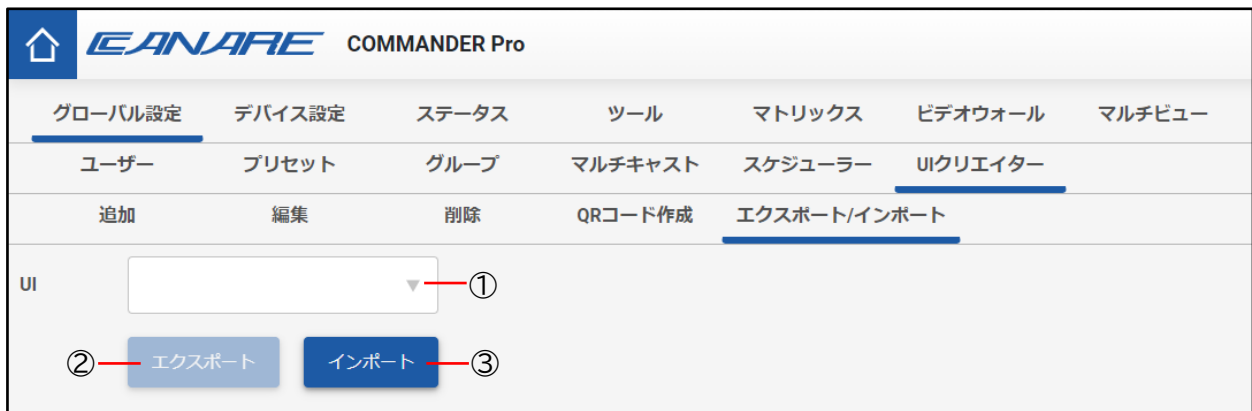 CANARE COMMANDER Pro
グローバル設定 デバイス設定 ステータス ツール マトリックス ビデオウォール マルチビュー
ユーザー プリセット グループ マルチキャスト スケジューラー UIクリエイター
追加 編集 削除 QRコード作成 エクスポート/インポート
UI ①
② エクスポート インポート ③